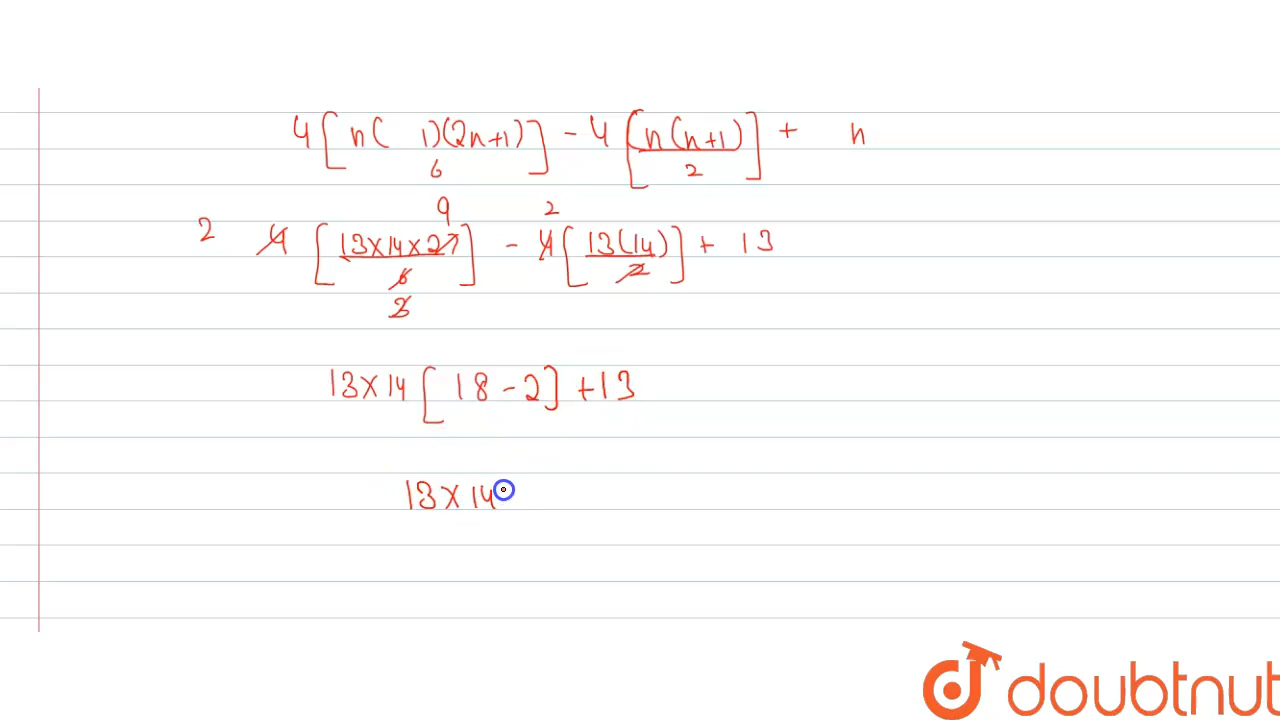 4[n( 1)(2n+1)/6] - 4[n(n+1)/2] + n
2 4[13×14×27/6] - 4[13(14)/2] + 13
9 2
3
13×14[18-2]+13
13×14
doubtnut